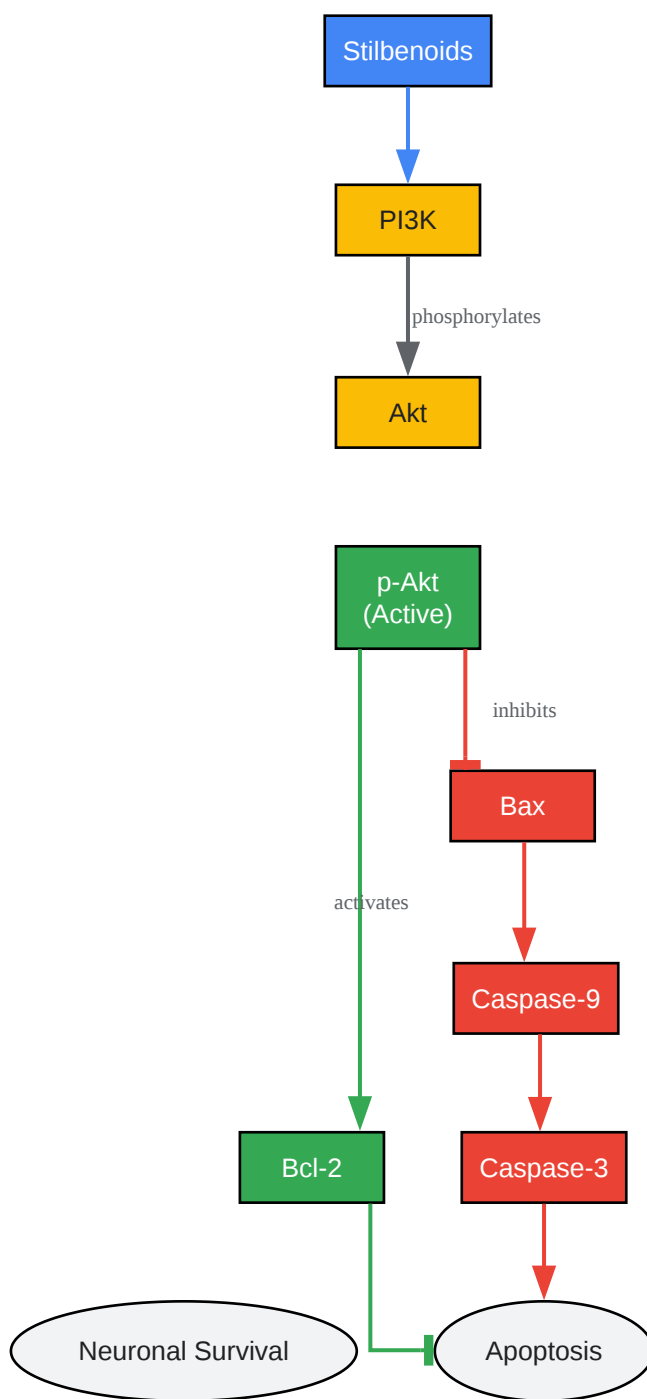 Stilbenoids
PI3K
phosphorylates
Akt
p-Akt
(Active)
inhibits
Bax
activates
Caspase-9
Bcl-2
Caspase-3
Neuronal Survival
Apoptosis